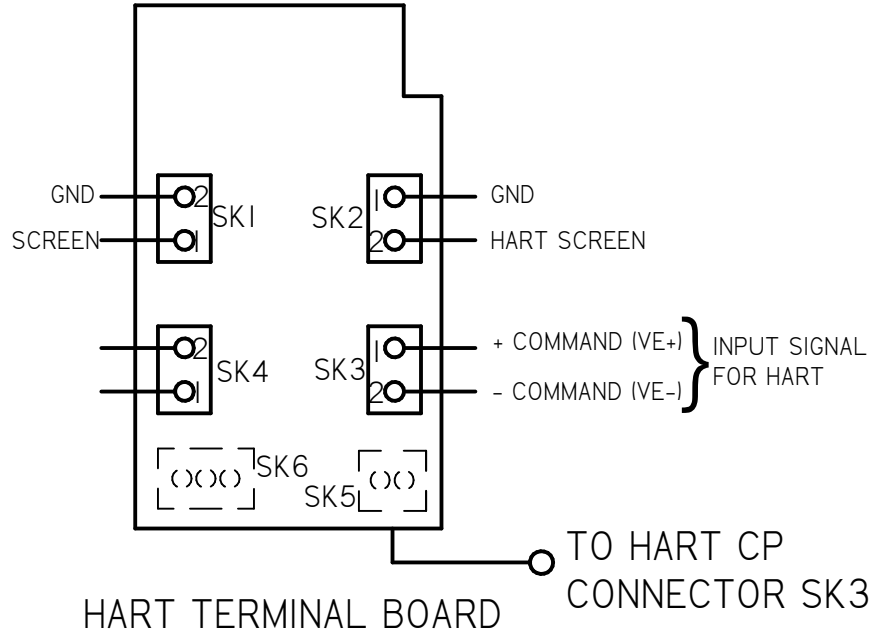 GND
2
SK1
SCREEN
1
1
SK2
2
GND
HART SCREEN
2
SK4
1
1
SK3
2
+ COMMAND (VE+)
- COMMAND (VE-)
INPUT SIGNAL
FOR HART
SK6
SK5
TO HART CP
CONNECTOR SK3
HART TERMINAL BOARD